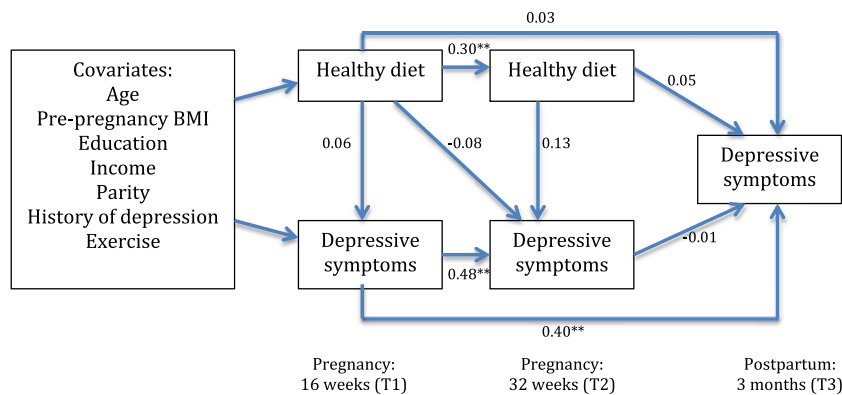 0.03
0.30**
Covariates:
Age
Pre-pregnancy BMI
Education
Income
Parity
History of depression
Exercise
Healthy diet
Healthy diet
0.05
0.06
-0.08
0.13
Depressive
symptoms
Depressive
symptoms
Depressive
symptoms
-0.01
0.48**
0.40**
Pregnancy:
16 weeks (T1)
Pregnancy:
32 weeks (T2)
Postpartum:
3 months (T3)